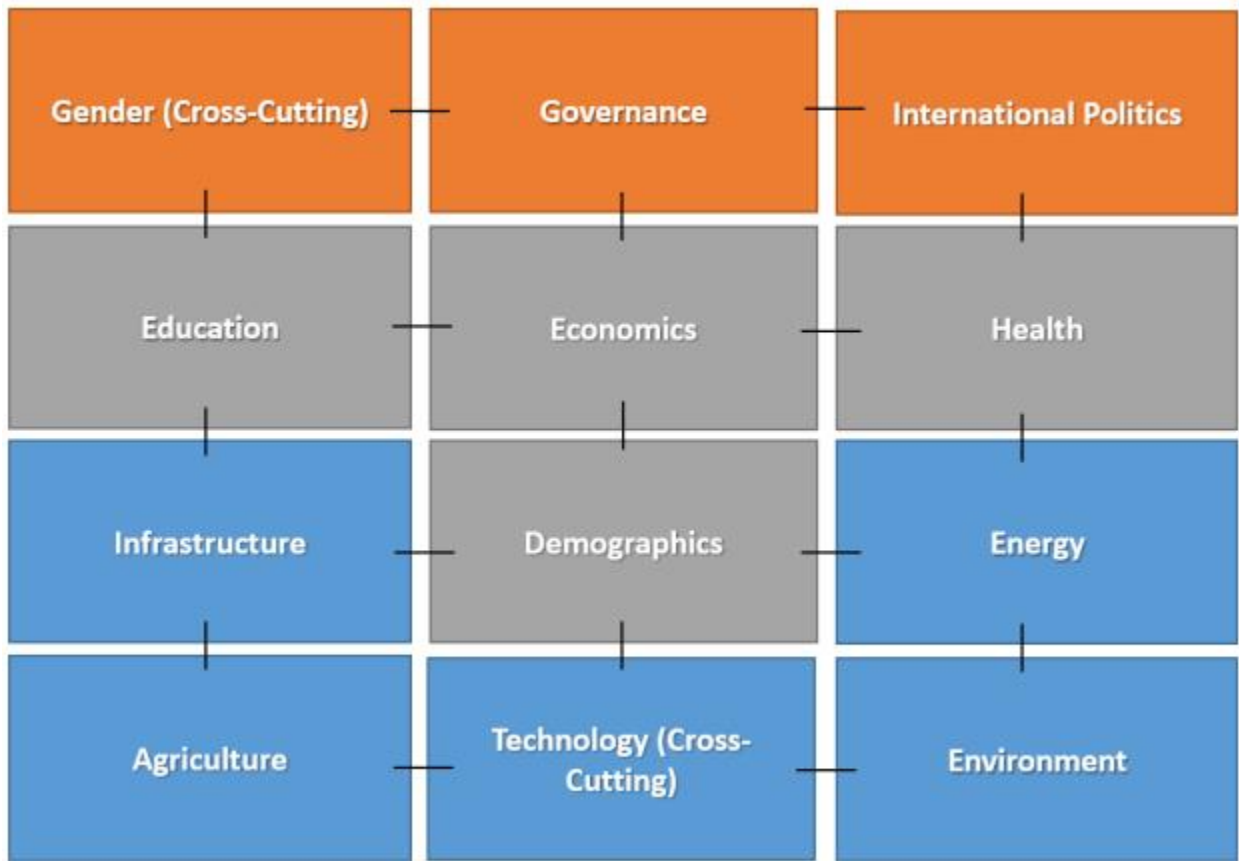 Gender (Cross-Cutting)
Governance
International Politics
Education
Economics
Health
Infrastructure
Demographics
Energy
Agriculture
Technology (Cross-
Cutting)
Environment